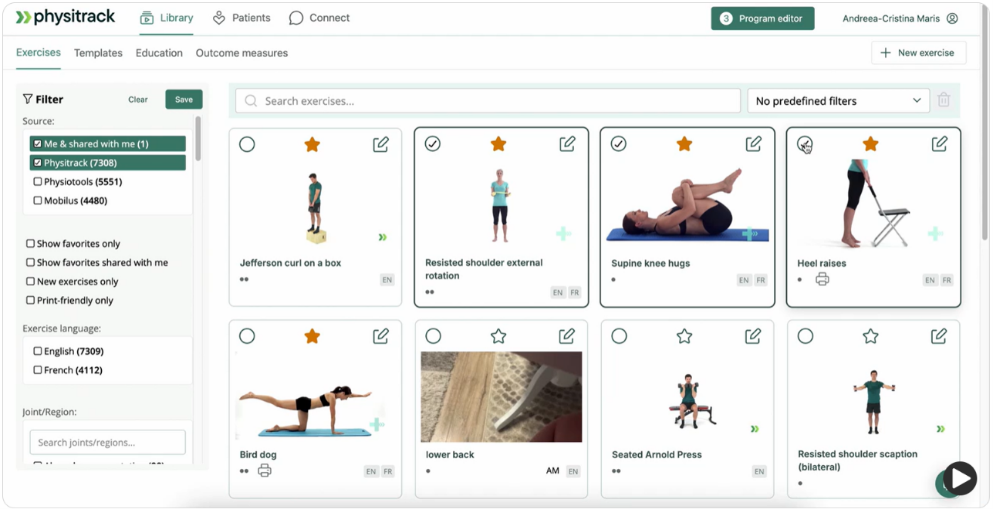 physitrack
Library
Patients
Connect
3 Program editor
Andreea-Cristina Maris
Exercises
Templates
Education
Outcome measures
+ New exercise
Filter
Clear
Save
Source:
Me & shared with me (1)
Physitrack (7308)
Physiotools (5551)
Mobilus (4480)
Show favorites only
Show favorites shared with me
New exercises only
Print-friendly only
Exercise language:
English (7309)
French (4112)
Joint/Region:
Search joints/regions...
Search exercises...
No predefined filters
Jefferson curl on a box
EN
Resisted shoulder external
rotation
EN FR
Supine knee hugs
EN FR
Heel raises
EN FR
Bird dog
EN FR
lower back
AM EN
Seated Arnold Press
EN
Resisted shoulder scaption
(bilateral)